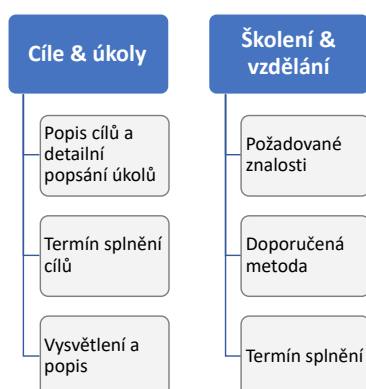 Cíle & úkoly
Popis cílů a
detailní
popsání úkolů
Termín splnění
cílů
Vysvětlení a
popis
Školení &
vzdělání
Požadované
znalosti
Doporučená
metoda
Termín splnění